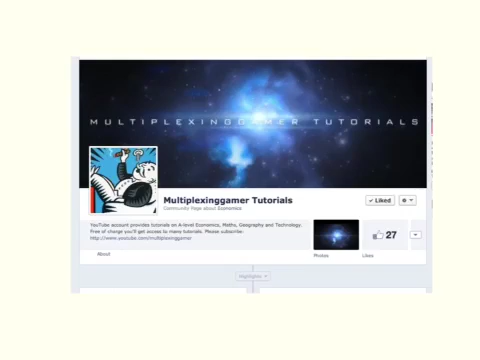 MULTIPLEXINGGAMER TUTORIALS
Multiplexinggamer Tutorials
Community Page about Economics
Liked
YouTube account provides tutorials on A-level Economics, Maths, Geography and Technology.
Free of charge you'll get access to many tutorials. Please subscribe:
http://www.youtube.com/multiplexinggamer
27
About
Photos
Likes
Highlights